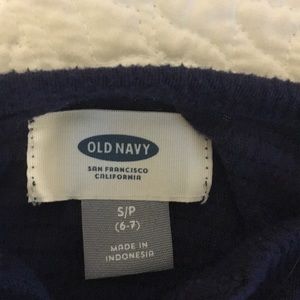 OLD NAVY
SAN FRANCISCO
CALIFORNIA
S/P
(6-7)
MADE IN
INDONESIA